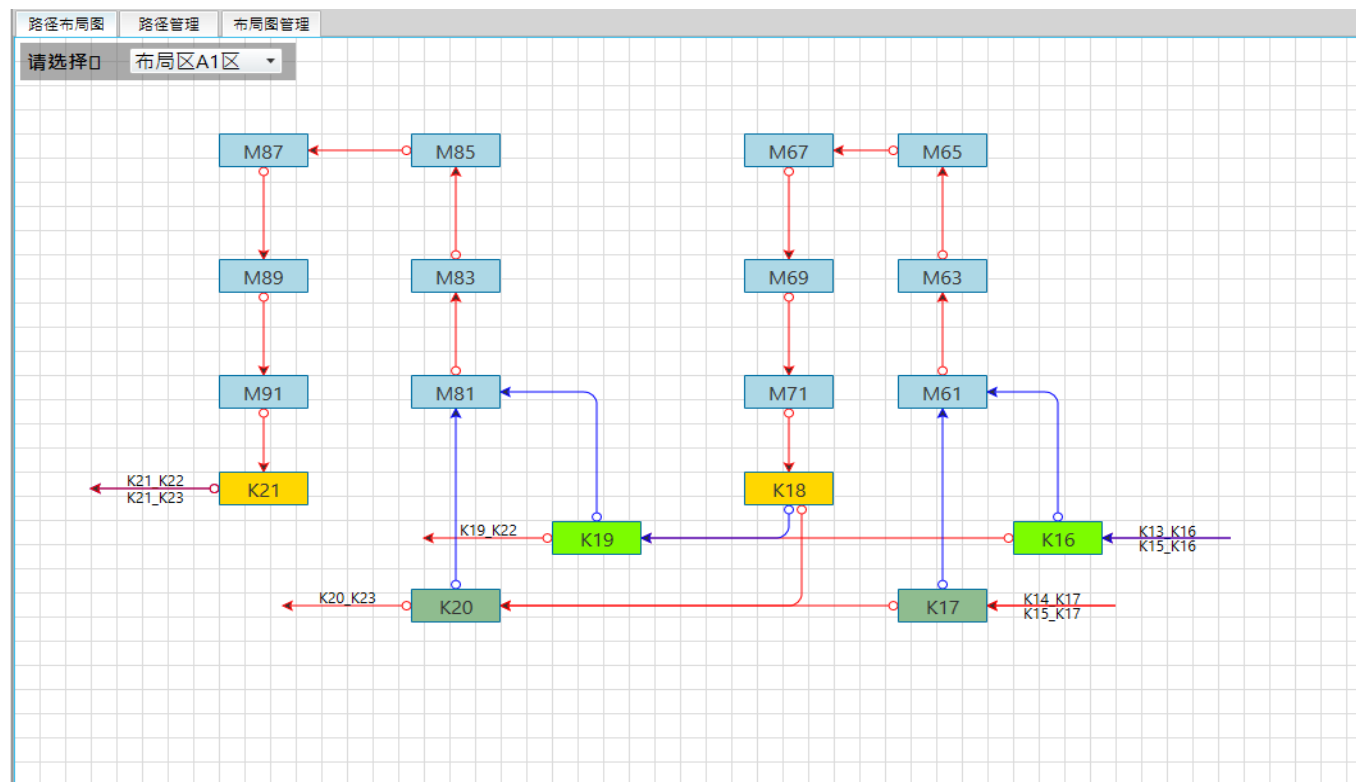 路径布局图 路径管理 布局图管理
请选择 布局区A1区
M87 M85 M67 M65
M89 M83 M69 M63
M91 M81 M71 M61
K21_K22
K21_K23
K21 K18
K19_K22 K19 K16 K13_K16
K15_K16
K20_K23 K20 K17 K14_K17
K15_K17